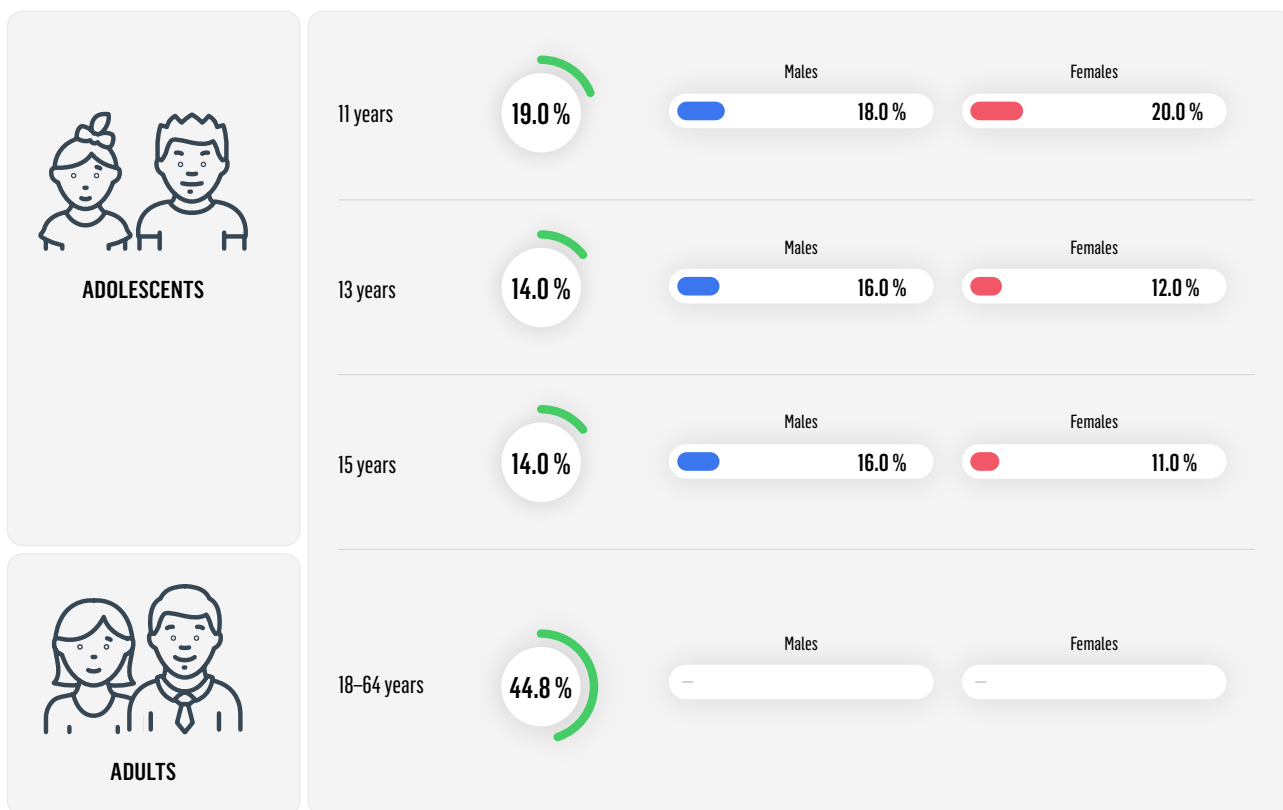 ADOLESCENTS
11 years
19.0 %
Males
18.0 %
Females
20.0 %
13 years
14.0 %
Males
16.0 %
Females
12.0 %
15 years
14.0 %
Males
16.0 %
Females
11.0 %
ADULTS
18–64 years
44.8 %
Males
–
Females
–